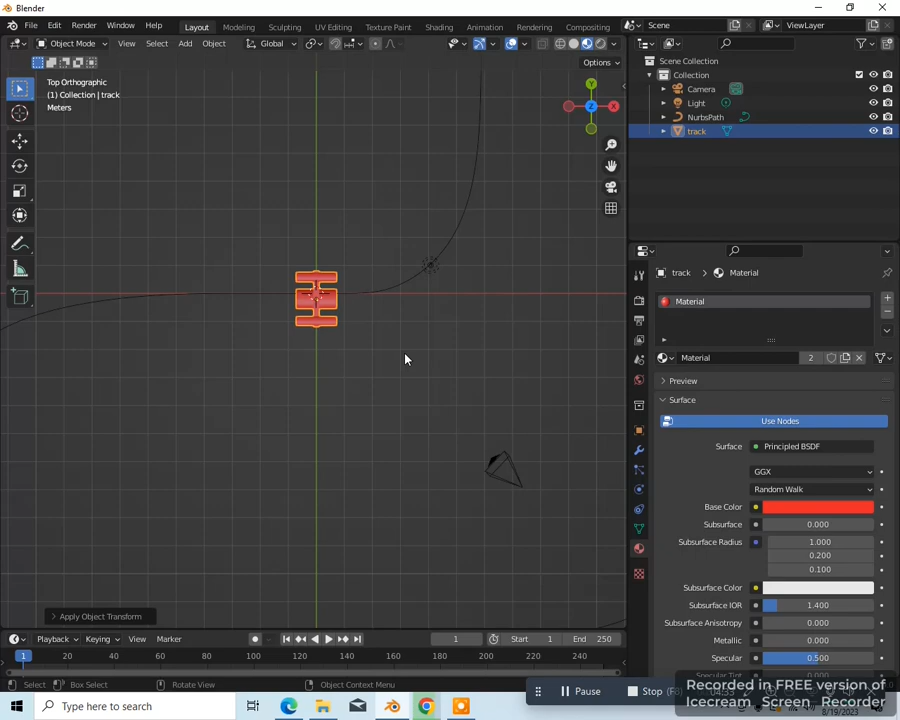 Blender
File Edit Render Window Help Layout Modeling Sculpting UV Editing Texture Paint Shading Animation Rendering Compositing Scene ViewLayer
Object Mode View Select Add Object Global
Options
Top Orthographic
(1) Collection | track
Meters
Y
X
Z
Scene Collection
Collection
Camera
Light
NurbsPath
track
track Material
Material
Material 2
Preview
Surface
Use Nodes
Surface Principled BSDF
GGX
Random Walk
Base Color
Subsurface 0.000
Subsurface Radius 1.000
0.200
0.100
Subsurface Color
Subsurface IOR 1.400
Subsurface Anisotropy 0.000
Metallic 0.000
Specular 0.500
Apply Object Transform
Playback Keying View Marker 1 Start 1 End 250
1 20 40 60 80 100 120 140 160 180 200 220 240
Select Box Select Rotate View Object Context Menu
Pause Stop (F8)
Recorded in FREE version of
Icecream Screen Recorder
Type here to search
8/19/2023